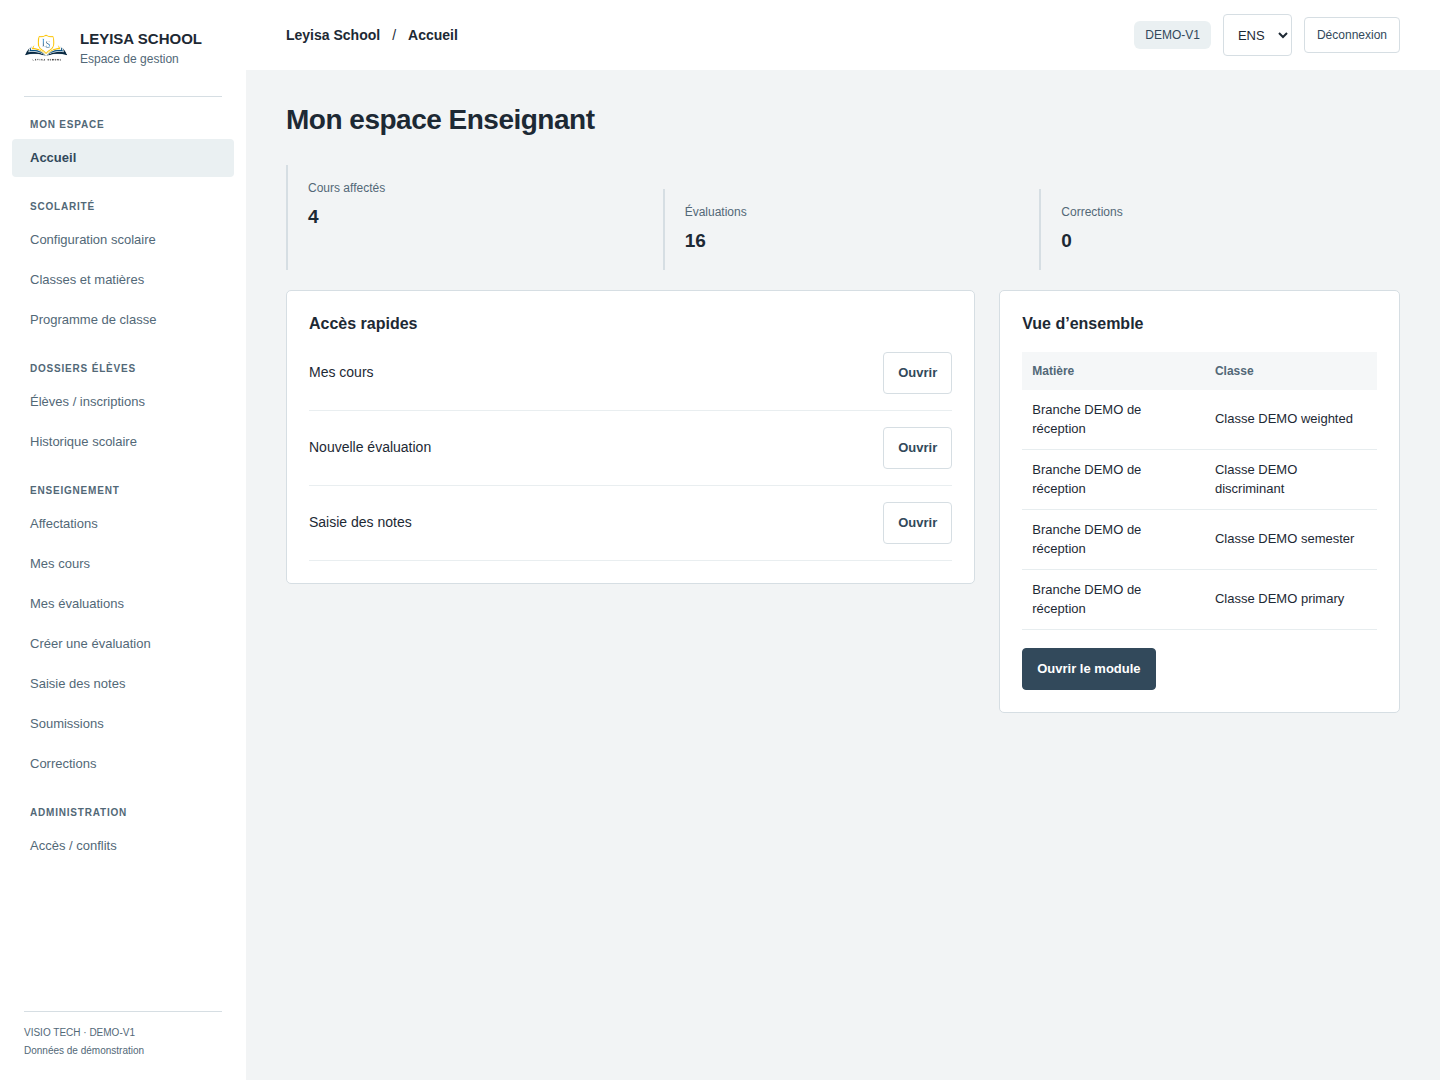 LEYISA SCHOOL
Espace de gestion
MON ESPACE
Accueil
SCOLARITÉ
Configuration scolaire
Classes et matières
Programme de classe
DOSSIERS ÉLÈVES
Élèves / inscriptions
Historique scolaire
ENSEIGNEMENT
Affectations
Mes cours
Mes évaluations
Créer une évaluation
Saisie des notes
Soumissions
Corrections
ADMINISTRATION
Accès / conflits
VISIO TECH · DEMO-V1
Données de démonstration
Leyisa School / Accueil
DEMO-V1
ENS
Déconnexion
Mon espace Enseignant
Cours affectés
4
Évaluations
16
Corrections
0
Accès rapides
Mes cours Ouvrir
Nouvelle évaluation Ouvrir
Saisie des notes Ouvrir
Vue d’ensemble
Matière Classe
Branche DEMO de
réception
Classe DEMO weighted
Branche DEMO de
réception
Classe DEMO
discriminant
Branche DEMO de
réception
Classe DEMO semester
Branche DEMO de
réception
Classe DEMO primary
Ouvrir le module